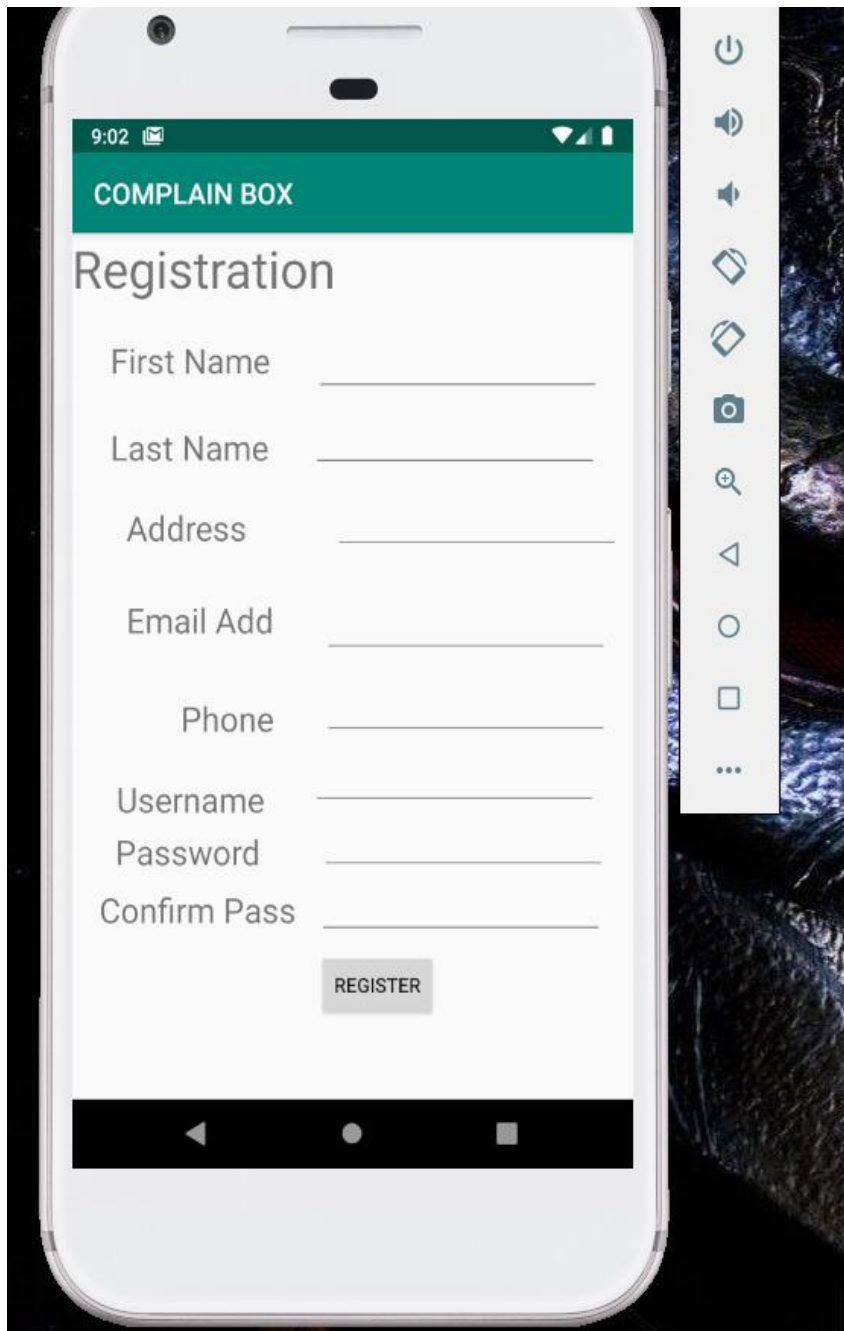 9:02
COMPLAIN BOX
Registration
First Name
Last Name
Address
Email Add
Phone
Username
Password
Confirm Pass
REGISTER